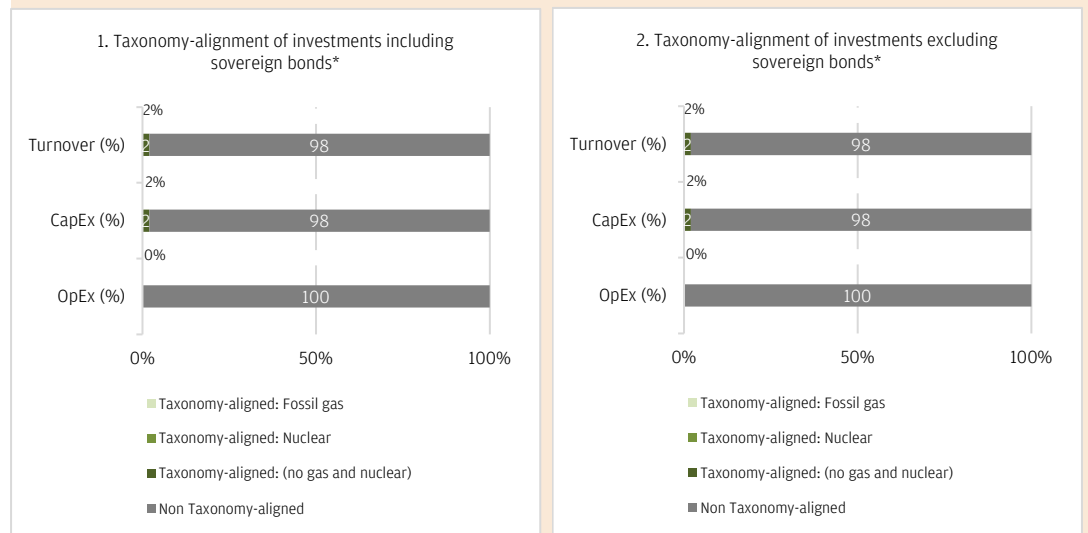 1. Taxonomy-alignment of investments including
sovereign bonds*
2%
Turnover (%)
2
98
2%
CapEx (%)
2
98
0%
OpEx (%)
100
0%
50%
100%
Taxonomy-aligned: Fossil gas
Taxonomy-aligned: Nuclear
Taxonomy-aligned: (no gas and nuclear)
Non Taxonomy-aligned
2. Taxonomy-alignment of investments excluding
sovereign bonds*
2%
Turnover (%)
2
98
2%
CapEx (%)
2
98
0%
OpEx (%)
100
0%
50%
100%
Taxonomy-aligned: Fossil gas
Taxonomy-aligned: Nuclear
Taxonomy-aligned: (no gas and nuclear)
Non Taxonomy-aligned